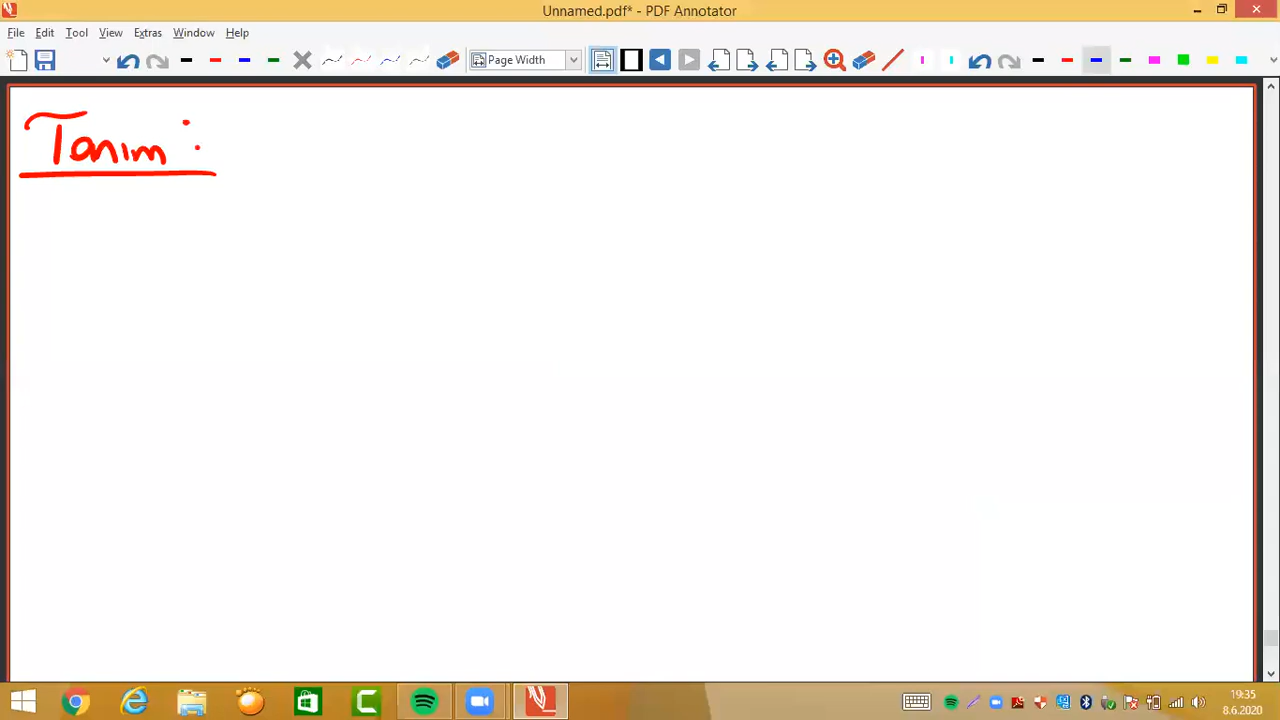 Unnamed.pdf* - PDF Annotator
File Edit Tool View Extras Window Help
Page Width
Tanım :
19:35
8.6.2020